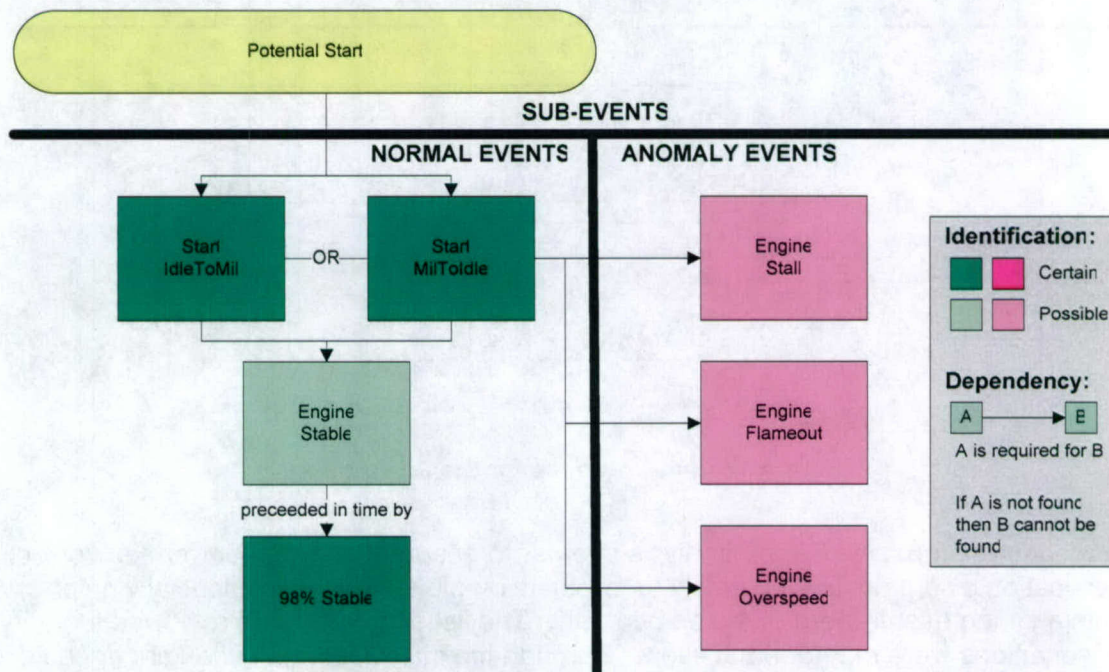 Potential Start
SUB-EVENTS
NORMAL EVENTS
ANOMALY EVENTS
Start
IdleToMil
OR
Start
MilToIdle
Engine
Stable
preceeded in time by
98% Stable
Engine
Stall
Engine
Flameout
Engine
Overspeed
Identification:
Certain
Possible
Dependency:
A
B
A is required for B
If A is not found
then B cannot be
found